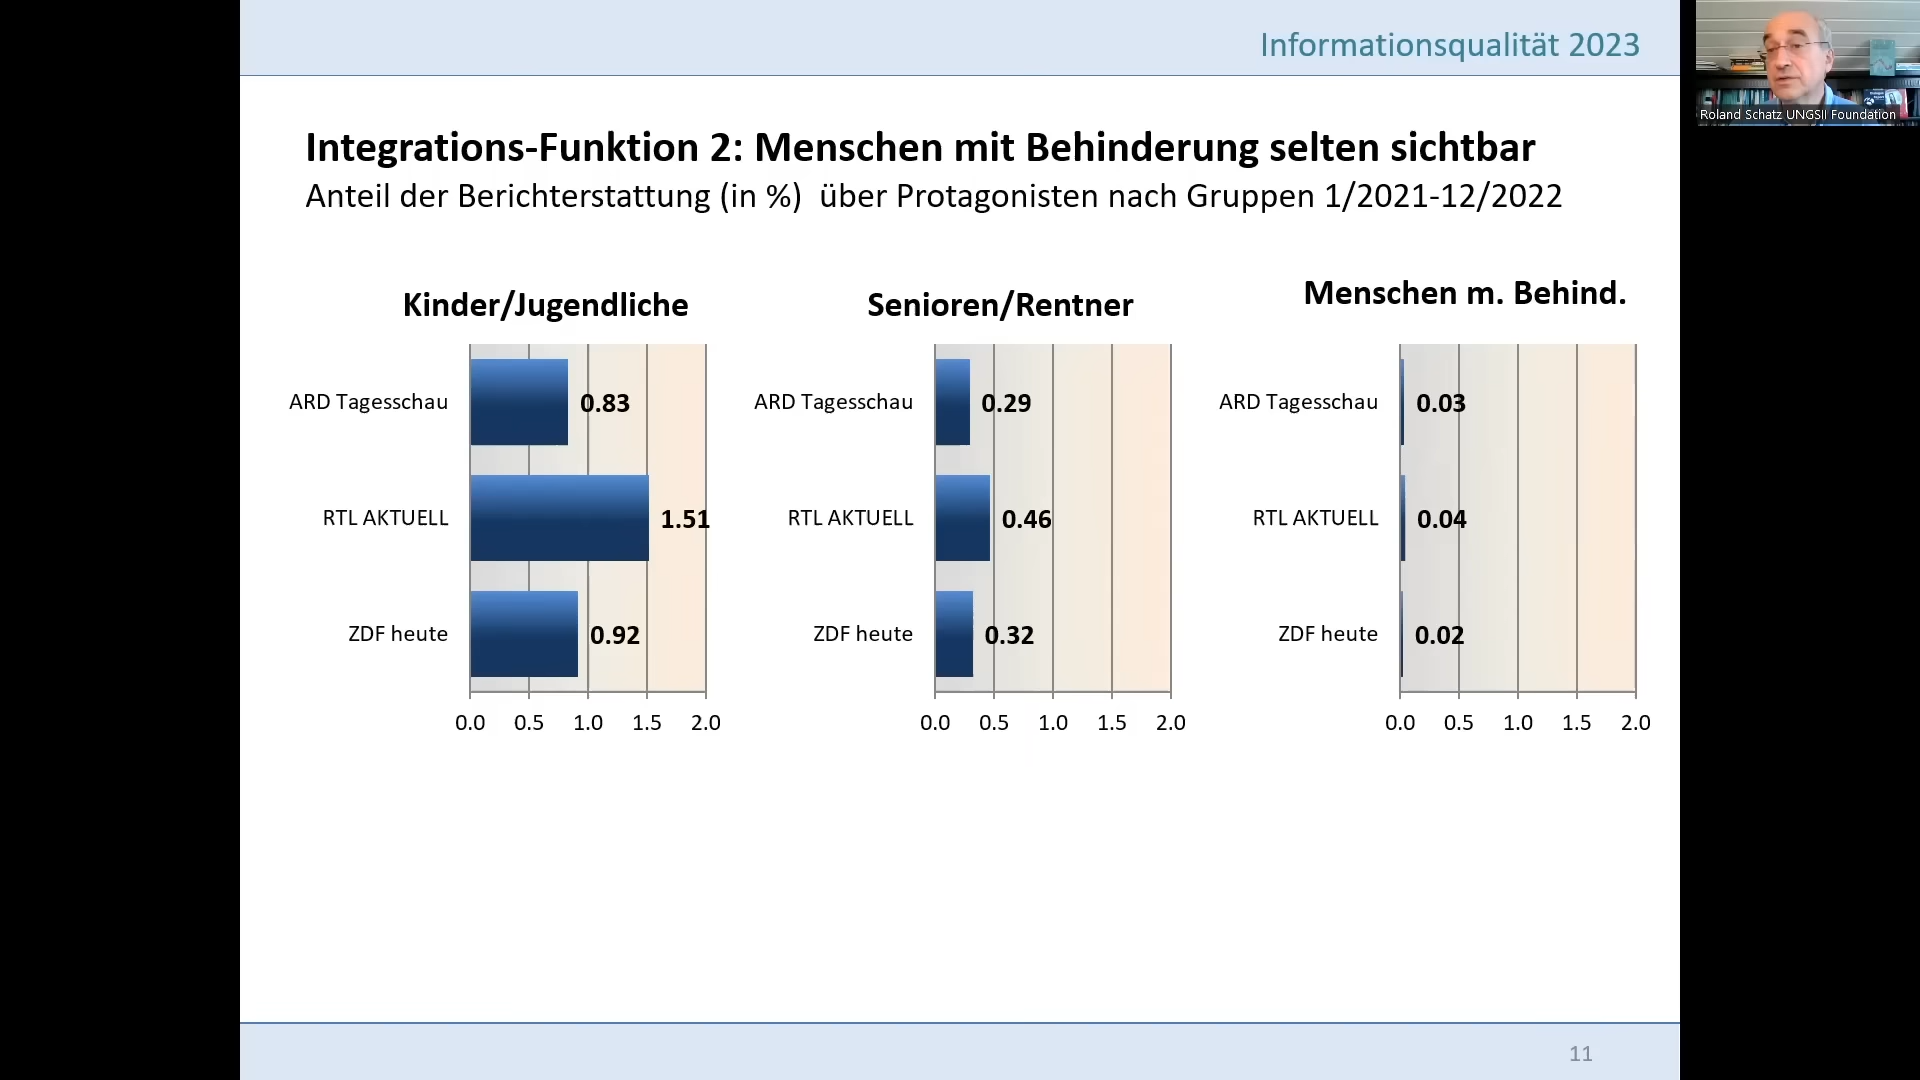 Informationsqualität 2023
Roland Schatz UNGSII Foundation
Integrations-Funktion 2: Menschen mit Behinderung selten sichtbar
Anteil der Berichterstattung (in %) über Protagonisten nach Gruppen 1/2021-12/2022
Kinder/Jugendliche
ARD Tagesschau 0.83
RTL AKTUELL 1.51
ZDF heute 0.92
0.0 0.5 1.0 1.5 2.0
Senioren/Rentner
ARD Tagesschau 0.29
RTL AKTUELL 0.46
ZDF heute 0.32
0.0 0.5 1.0 1.5 2.0
Menschen m. Behind.
ARD Tagesschau 0.03
RTL AKTUELL 0.04
ZDF heute 0.02
0.0 0.5 1.0 1.5 2.0
11